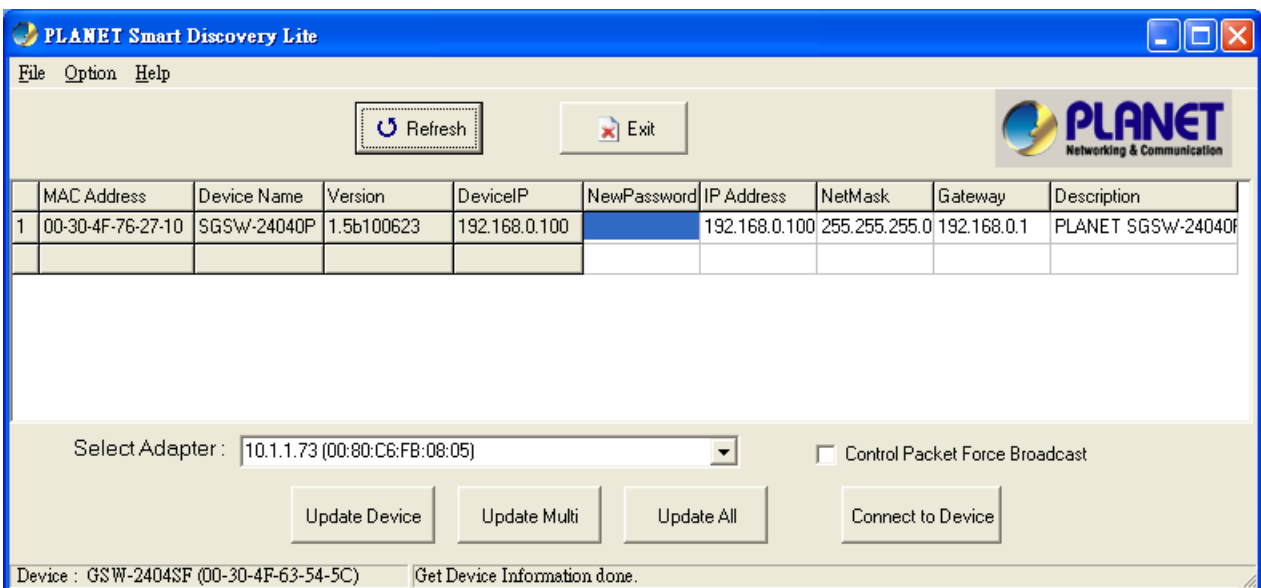 PLANET Smart Discovery Lite
File Option Help
Refresh Exit
PLANET
Networking & Communication
MAC Address Device Name Version DeviceIP NewPassword IP Address NetMask Gateway Description
1 00-30-4F-76-27-10 SGSW-24040P 1.5b100623 192.168.0.100 192.168.0.100 255.255.255.0 192.168.0.1 PLANET SGSW-24040P
Select Adapter : 10.1.1.73 (00:80:C6:FB:08:05) Control Packet Force Broadcast
Update Device Update Multi Update All Connect to Device
Device : GSW-2404SF (00-30-4F-63-54-5C) Get Device Information done.